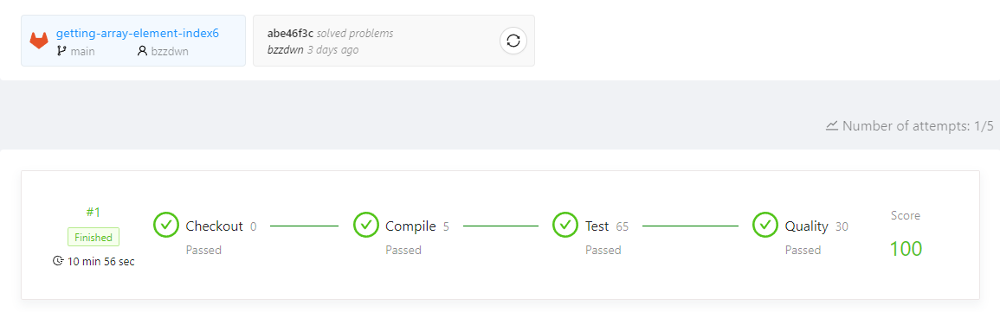 getting-array-element-index6
main bzzdwn
abe46f3c solved problems
bzzdwn 3 days ago
Number of attempts: 1/5
#1
Finished
10 min 56 sec
Checkout 0
Passed
Compile 5
Passed
Test 65
Passed
Quality 30
Passed
Score
100